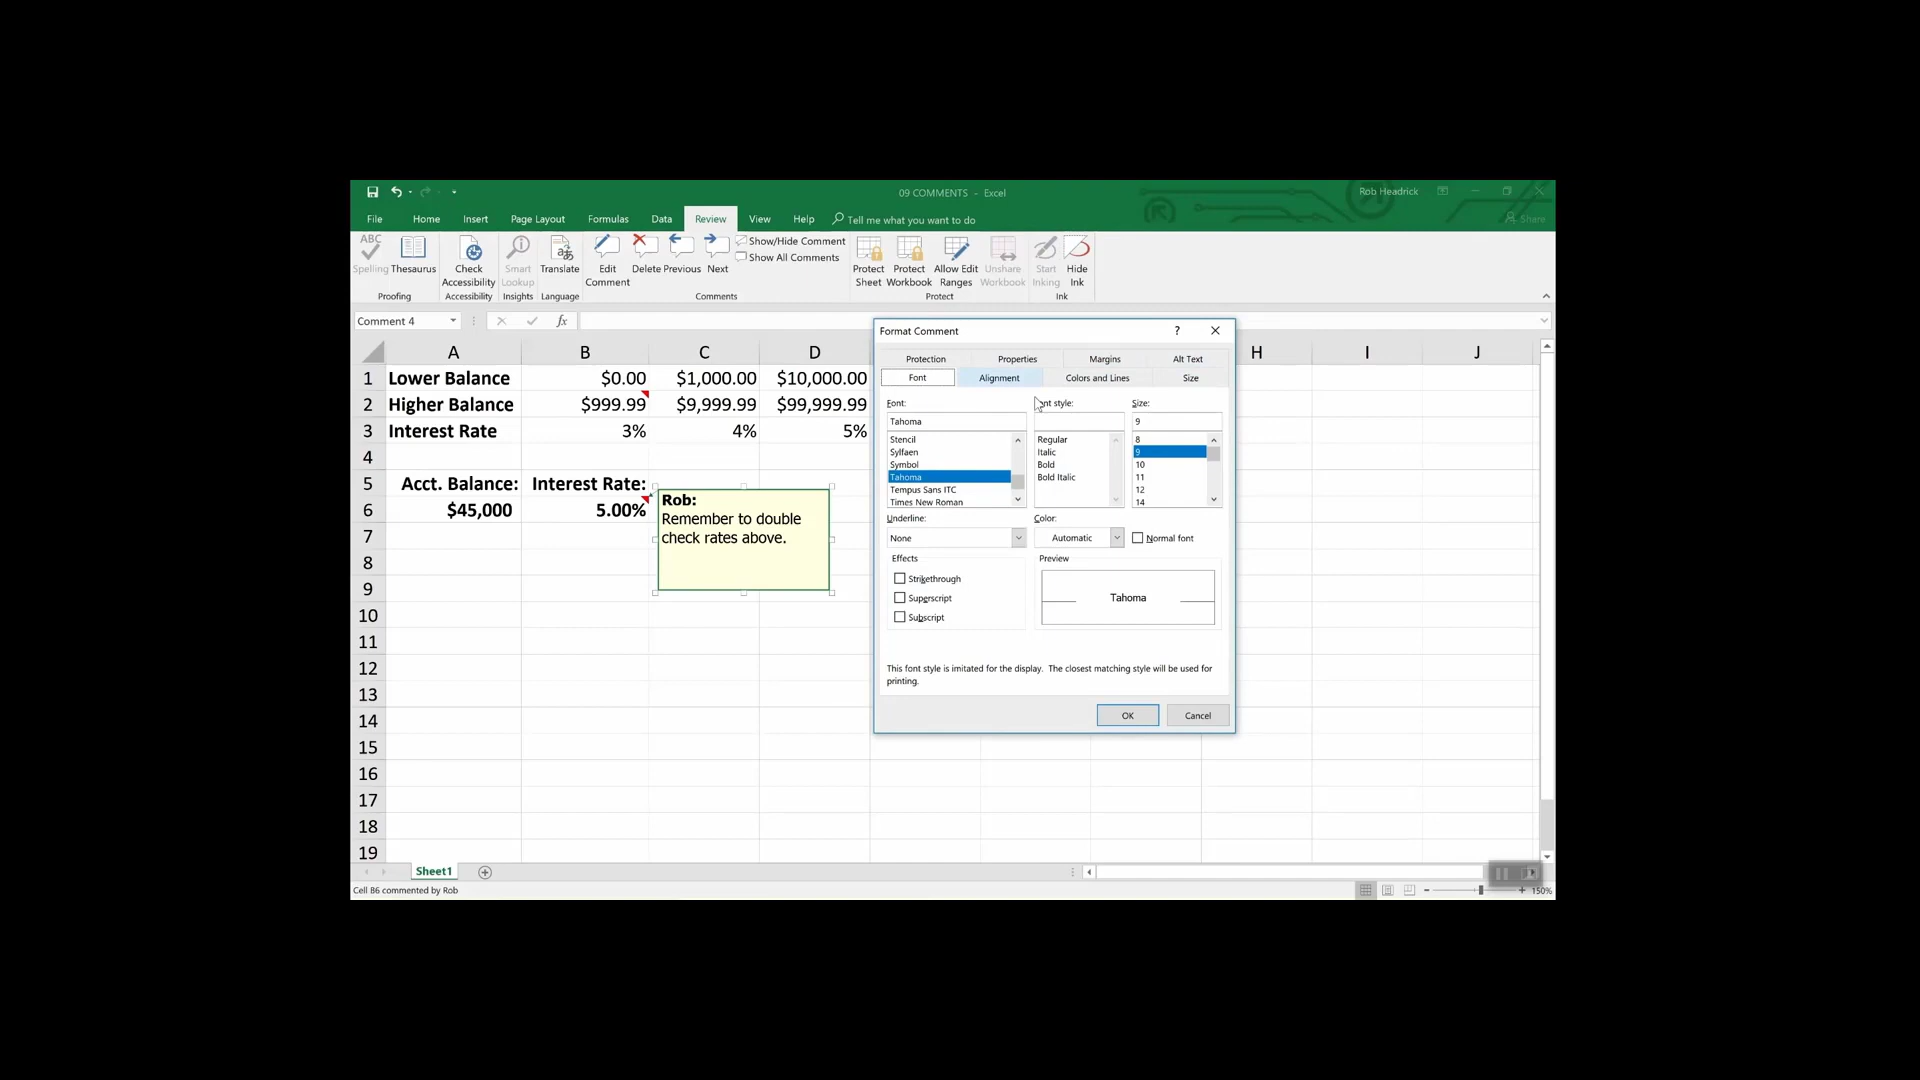 09 COMMENTS - Excel
Rob Headrick
File Home Insert Page Layout Formulas Data Review View Help Tell me what you want to do Share
ABC
Spelling Thesaurus Check Accessibility Smart Lookup Translate Edit Comment Delete Previous Next
Show/Hide Comment
Show All Comments
Protect Sheet Protect Workbook Allow Edit Ranges Unshare Workbook Start Inking Hide Ink
Proofing Accessibility Insights Language Comments Protect Ink
Comment 4 fx
A B C D H I J
1 Lower Balance $0.00 $1,000.00 $10,000.00
2 Higher Balance $999.99 $9,999.99 $99,999.99
3 Interest Rate 3% 4% 5%
4
5 Acct. Balance: Interest Rate:
6 $45,000 5.00%
7
8
9
10
11
12
13
14
15
16
17
18
19
Rob:
Remember to double
check rates above.
Format Comment ?
Protection Properties Margins Alt Text
Font Alignment Colors and Lines Size
Font: Size:
Tahoma 9
Stencil Regular 8
Sylfaen Italic 9
Symbol Bold 10
Tahoma Bold Italic 11
Tempus Sans ITC 12
Times New Roman 14
Underline: Color:
None Automatic Normal font
Effects Preview
Strikethrough
Superscript Tahoma
Subscript
This font style is imitated for the display. The closest matching style will be used for
printing.
OK Cancel
Sheet1
Cell B6 commented by Rob 150%